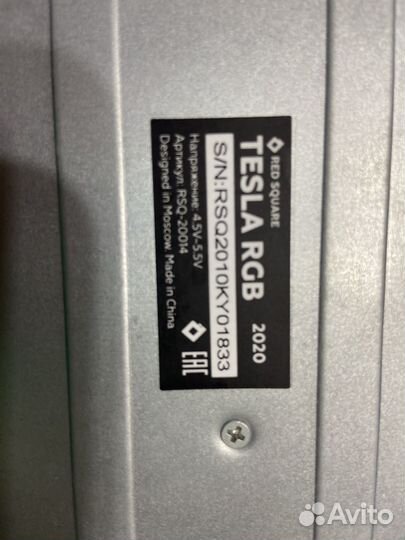 RED SQUARE
TESLA RGB 2020
S/N:RSQ2010KY01833
Напряжение: 4.5V-5.5V
Артикул: RSQ-20014
Designed in Moscow. Made in China
EAC
Avito